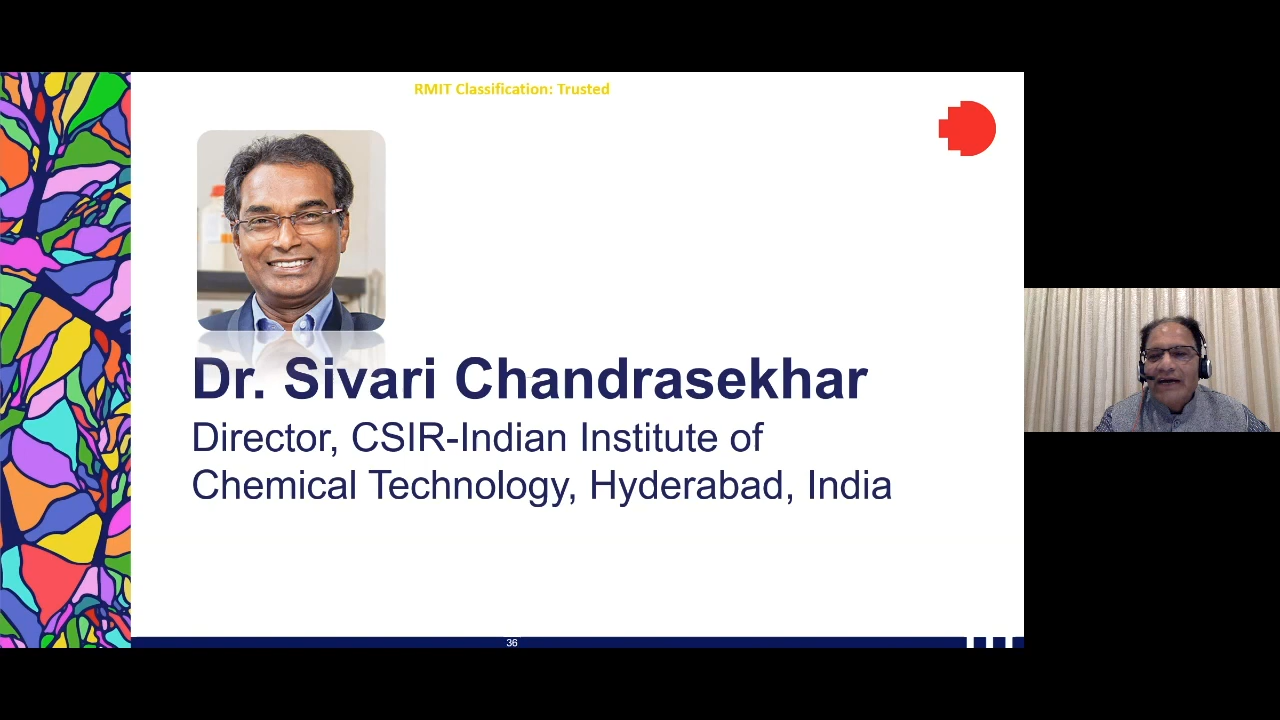 RMIT Classification: Trusted
Dr. Sivari Chandrasekhar
Director, CSIR-Indian Institute of
Chemical Technology, Hyderabad, India
36